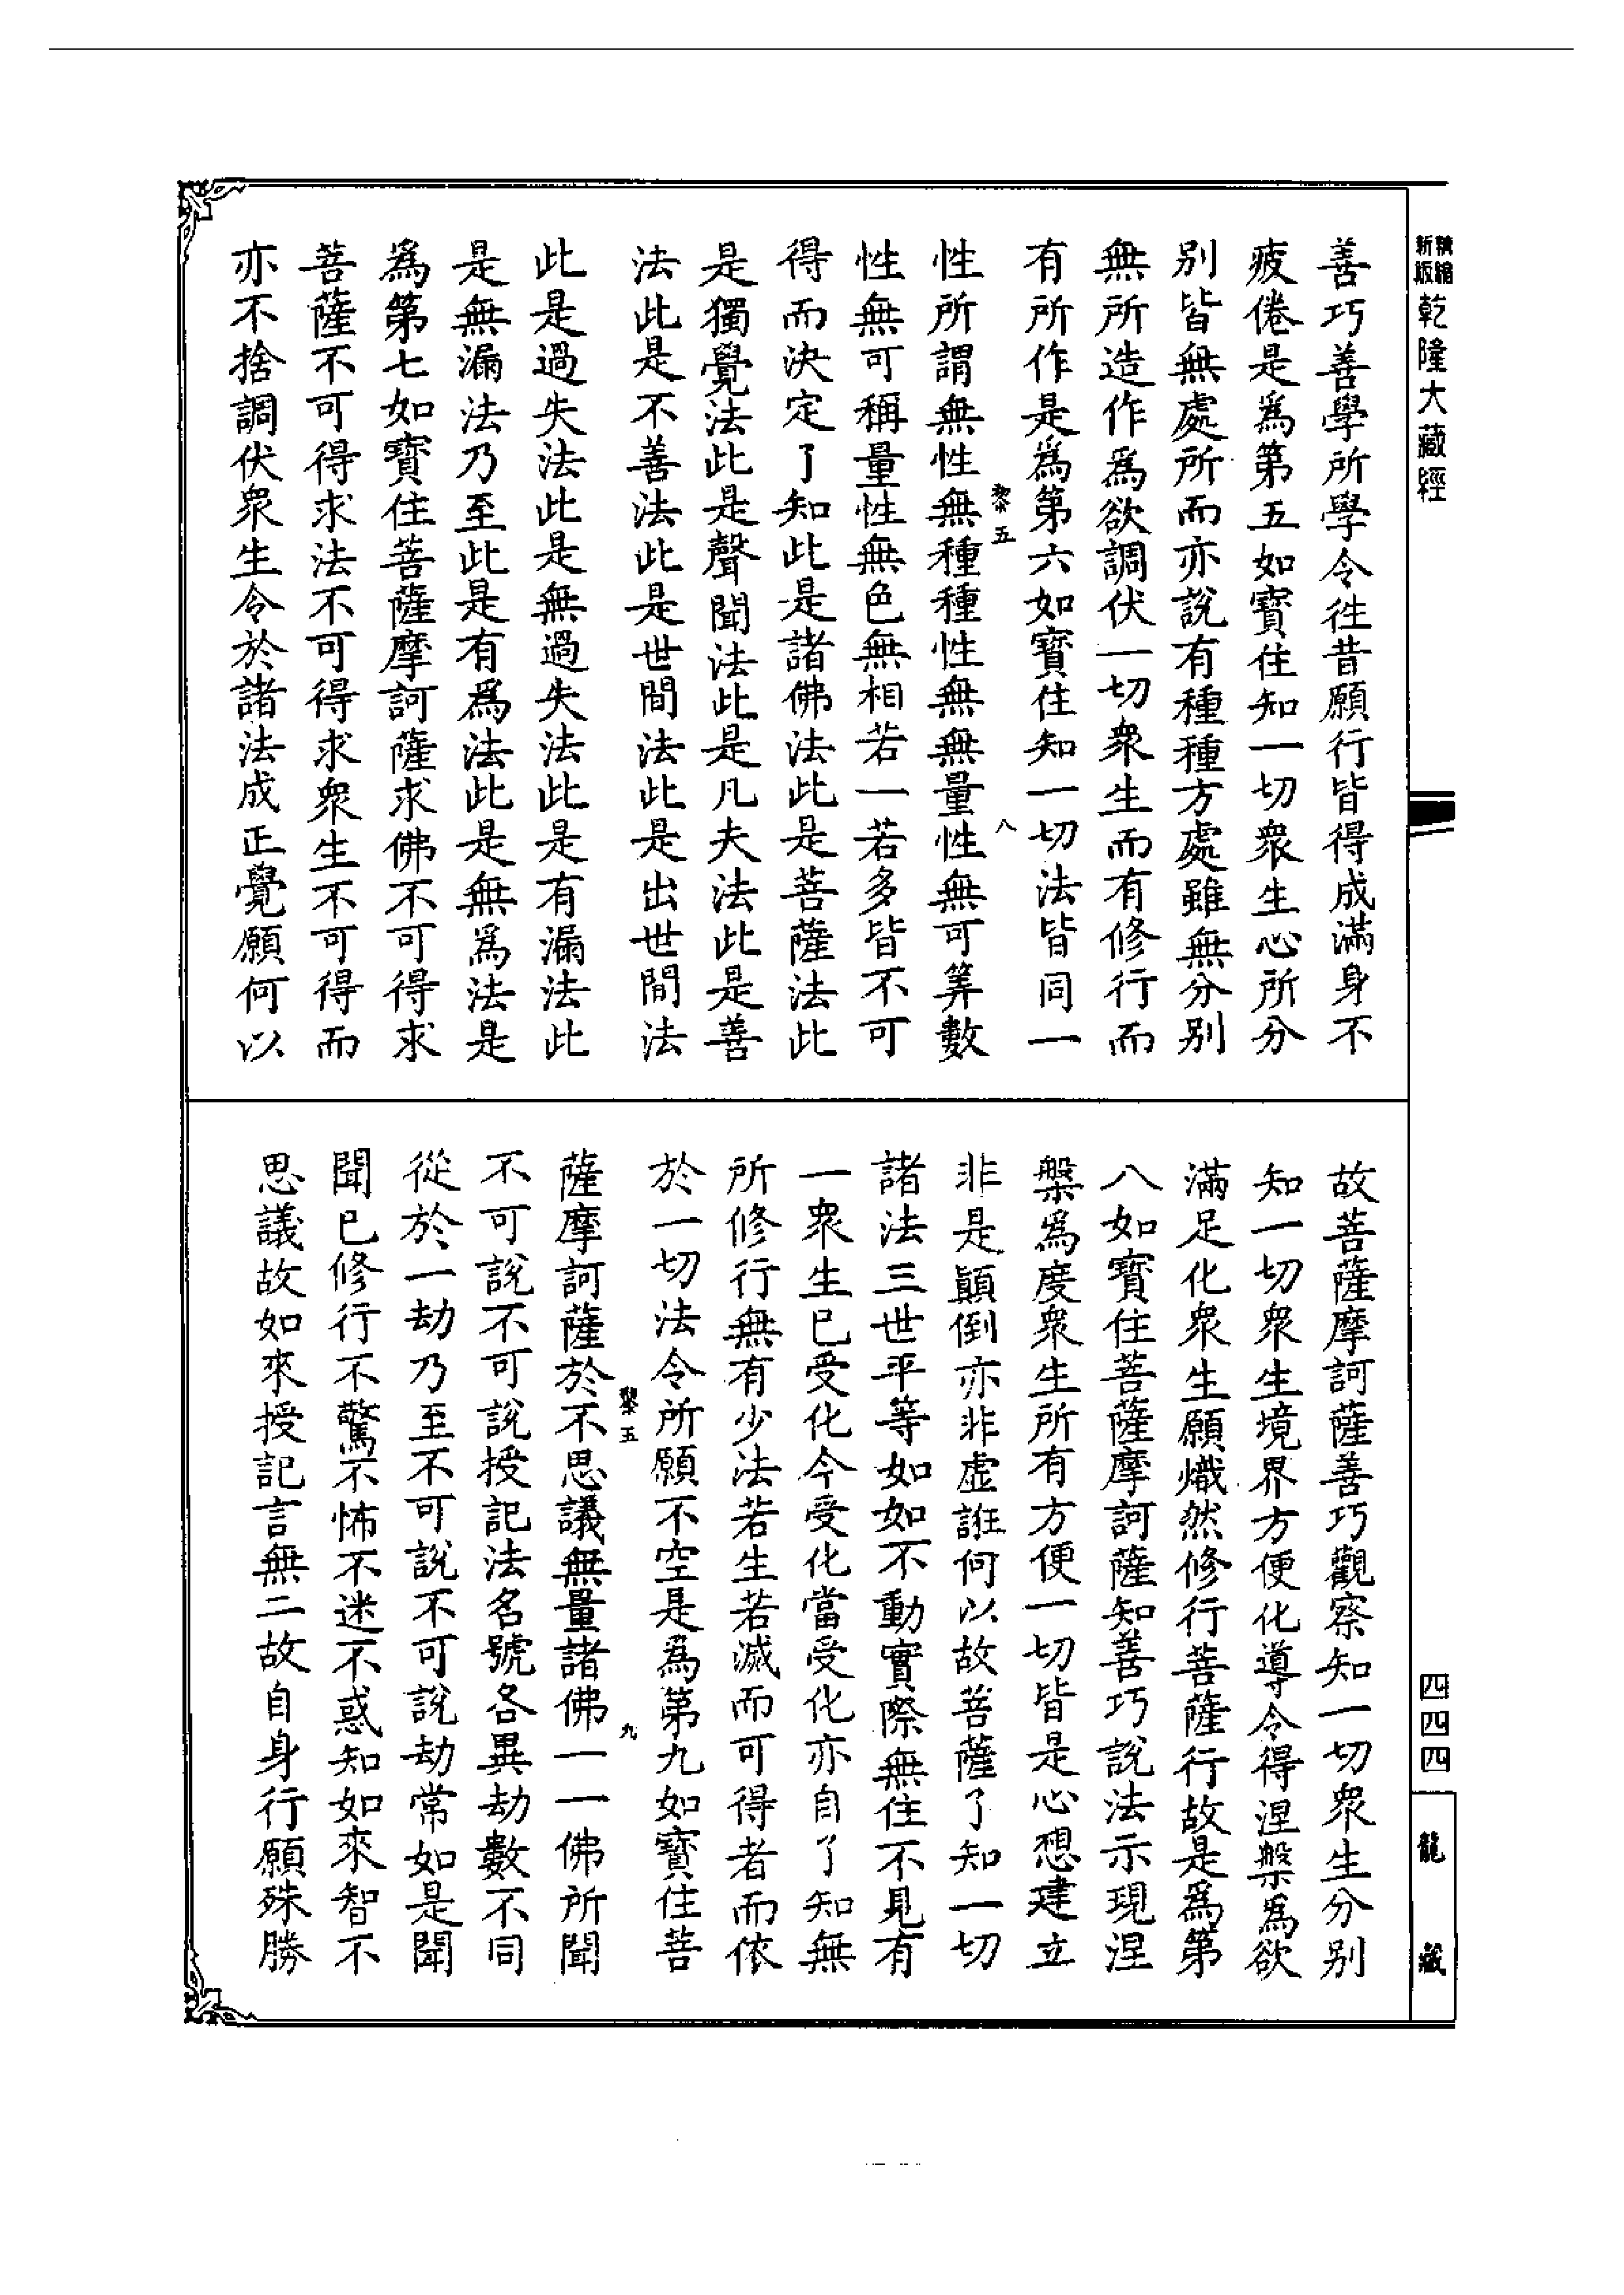 精縮新版乾隆大藏經
四四四
龍藏
善巧善學所學令徃昔願行皆得成滿身不
疲倦是爲第五如寶住知一切衆生心所分
別皆無處所而亦說有種種方處雖無分別
無所造作爲欲調伏一切衆生而有修行而
有所作是爲第六如寶住知一切法皆同一
黎五 八
性所謂無性無種種性無無量性無可筭數
性無可稱量性無色無相若一若多皆不可
得而決定了知此是諸佛法此是菩薩法此
是獨覺法此是聲聞法此是凡夫法此是善
法此是不善法此是世間法此是出世間法
此是過失法此是無過失法此是有漏法此
是無漏法乃至此是有爲法此是無爲法是
爲第七如寶住菩薩摩訶薩求佛不可得求
菩薩不可得求法不可得求衆生不可得而
亦不捨調伏衆生令於諸法成正覺願何以
故菩薩摩訶薩善巧觀察知一切衆生分別
知一切衆生境界方便化導令得涅槃爲欲
滿足化衆生願熾然修行菩薩行故是爲第
八如寶住菩薩摩訶薩知善巧說法示現涅
槃爲度衆生所有方便一切皆是心想建立
非是顛倒亦非虛誑何以故菩薩了知一切
諸法三世平等如如不動實際無住不見有
一衆生已受化今受化當受化亦自了知無
所修行無有少法若生若滅而可得者而依
於一切法令所願不空是爲第九如寶住菩
黎五 九
薩摩訶薩於不思議無量諸佛一一佛所聞
不可說不可說授記法名號各異劫數不同
從於一劫乃至不可說不可說劫常如是聞
聞已修行不驚不怖不迷不惑知如來智不
思議故如來授記言無二故自身行願殊勝